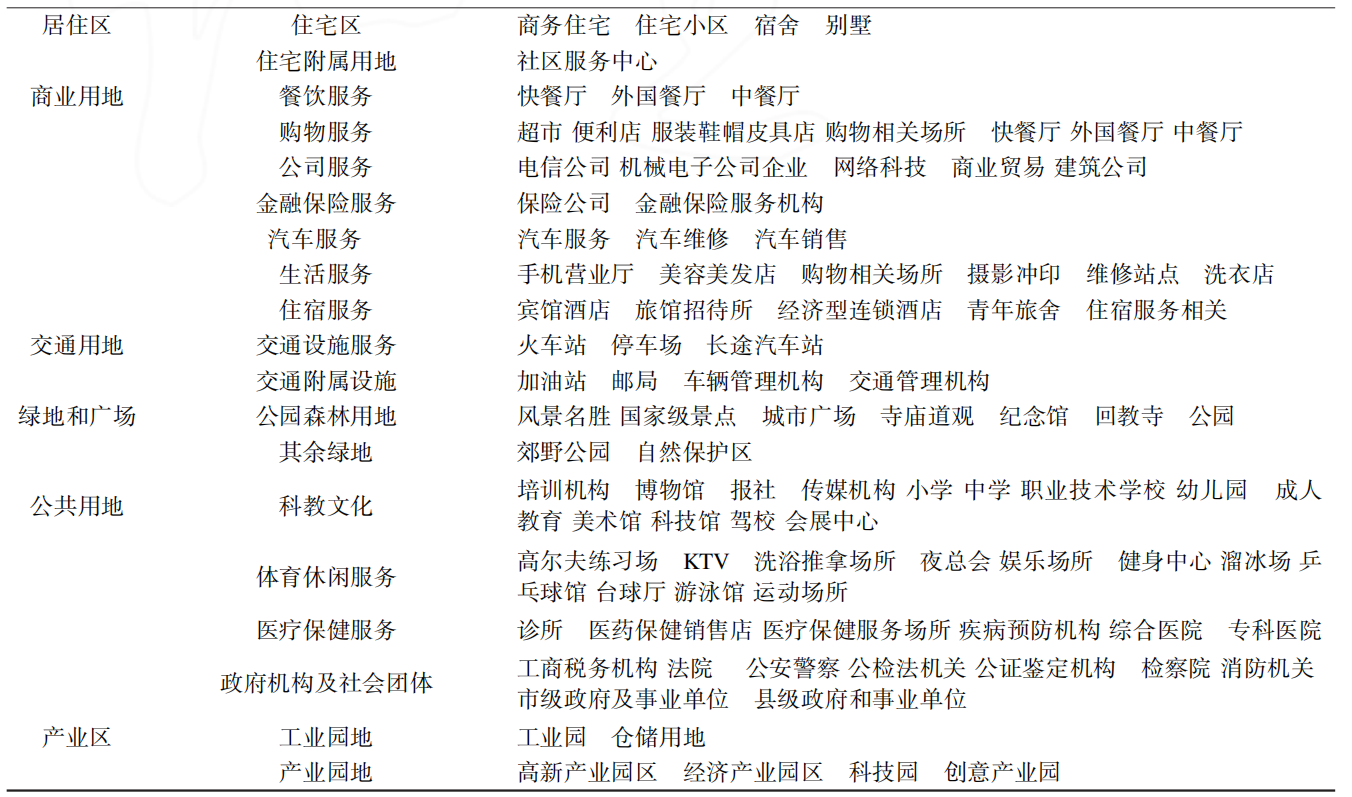 居住区 住宅区 商务住宅 住宅小区 宿舍 别墅
住宅附属用地 社区服务中心
商业用地 餐饮服务 快餐厅 外国餐厅 中餐厅
购物服务 超市 便利店 服装鞋帽皮具店 购物相关场所 快餐厅 外国餐厅 中餐厅
公司服务 电信公司 机械电子公司企业 网络科技 商业贸易 建筑公司
金融保险服务 保险公司 金融保险服务机构
汽车服务 汽车服务 汽车维修 汽车销售
生活服务 手机营业厅 美容美发店 购物相关场所 摄影冲印 维修站点 洗衣店
住宿服务 宾馆酒店 旅馆招待所 经济型连锁酒店 青年旅舍 住宿服务相关
交通用地 交通设施服务 火车站 停车场 长途汽车站
交通附属设施 加油站 邮局 车辆管理机构 交通管理机构
绿地和广场 公园森林用地 风景名胜 国家级景点 城市广场 寺庙道观 纪念馆 回教寺 公园
其余绿地 郊野公园 自然保护区
公共用地 科教文化 培训机构 博物馆 报社 传媒机构 小学 中学 职业技术学校 幼儿园 成人
教育 美术馆 科技馆 驾校 会展中心
体育休闲服务 高尔夫练习场 KTV 洗浴推拿场所 夜总会 娱乐场所 健身中心 溜冰场 乒
乓球馆 台球厅 游泳馆 运动场所
医疗保健服务 诊所 医药保健销售店 医疗保健服务场所 疾病预防机构 综合医院 专科医院
政府机构及社会团体 工商税务机构 法院 公安警察 公检法机关 公证鉴定机构 检察院 消防机关
市级政府及事业单位 县级政府和事业单位
产业区 工业园地 工业园 仓储用地
产业园地 高新产业园区 经济产业园区 科技园 创意产业园